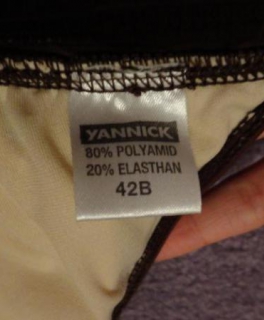 YANNICK
80% POLYAMID
20% ELASTHAN
42B